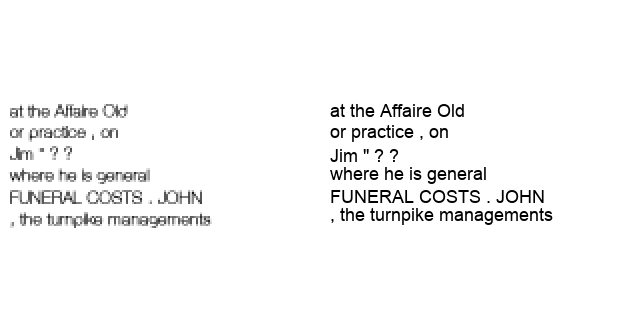 at the Affaire Old
or practice , on
Jim " ? ?
where he is general
FUNERAL COSTS . JOHN
, the turnpike managements
at the Affaire Old
or practice , on
Jim " ? ?
where he is general
FUNERAL COSTS . JOHN
, the turnpike managements